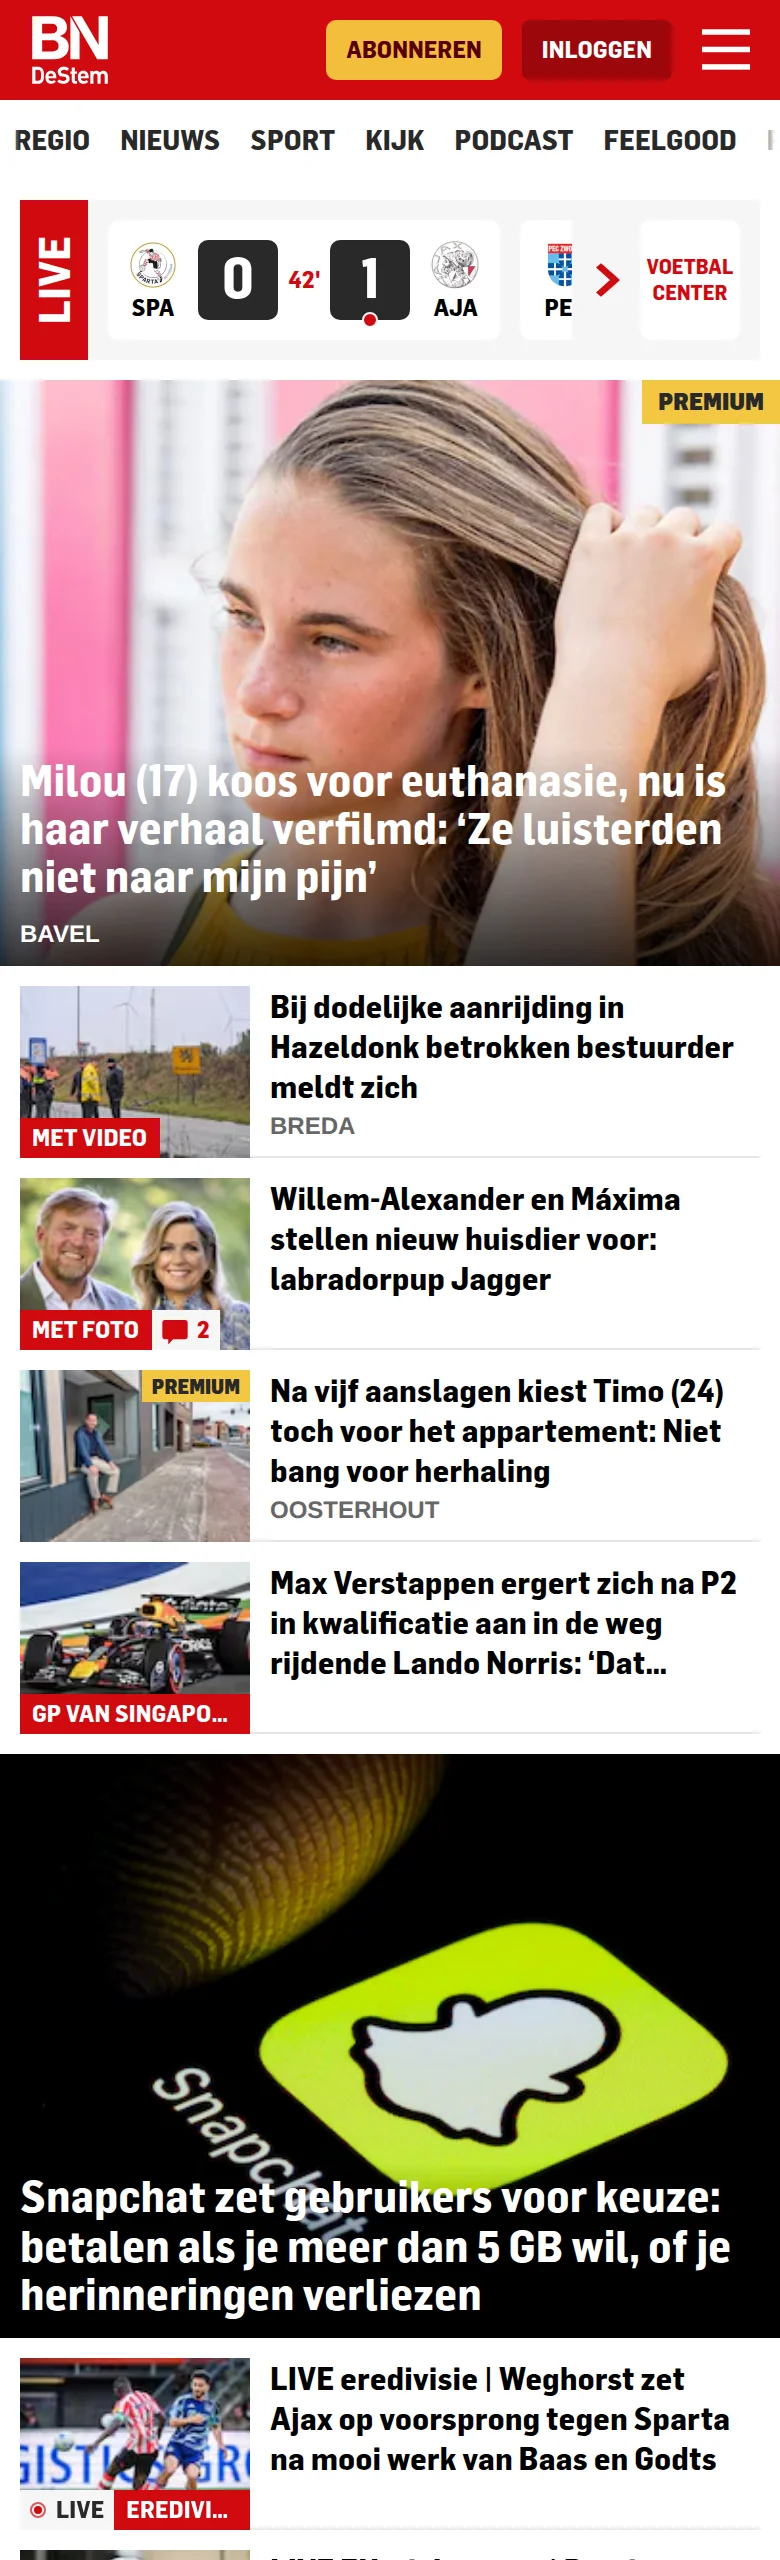 BN
DeStem
ABONNEREN
INLOGGEN
REGIO NIEUWS SPORT KIJK PODCAST FEELGOOD
LIVE
SPA
0
42'
1
AJA
PEC ZWO
PE
VOETBAL
CENTER
PREMIUM
Milou (17) koos voor euthanasie, nu is
haar verhaal verfilmd: ‘Ze luisterden
niet naar mijn pijn’
BAVEL
Bij dodelijke aanrijding in
Hazeldonk betrokken bestuurder
meldt zich
BREDA
MET VIDEO
Willem-Alexander en Máxima
stellen nieuw huisdier voor:
labradorpup Jagger
MET FOTO
2
PREMIUM
Na vijf aanslagen kiest Timo (24)
toch voor het appartement: Niet
bang voor herhaling
OOSTERHOUT
Max Verstappen ergert zich na P2
in kwalificatie aan in de weg
rijdende Lando Norris: ‘Dat...
GP VAN SINGAPO...
Snapchat
Snapchat zet gebruikers voor keuze:
betalen als je meer dan 5 GB wil, of je
herinneringen verliezen
LIVE eredivisie | Weghorst zet
Ajax op voorsprong tegen Sparta
na mooi werk van Baas en Godts
LIVE
EREDIVI...